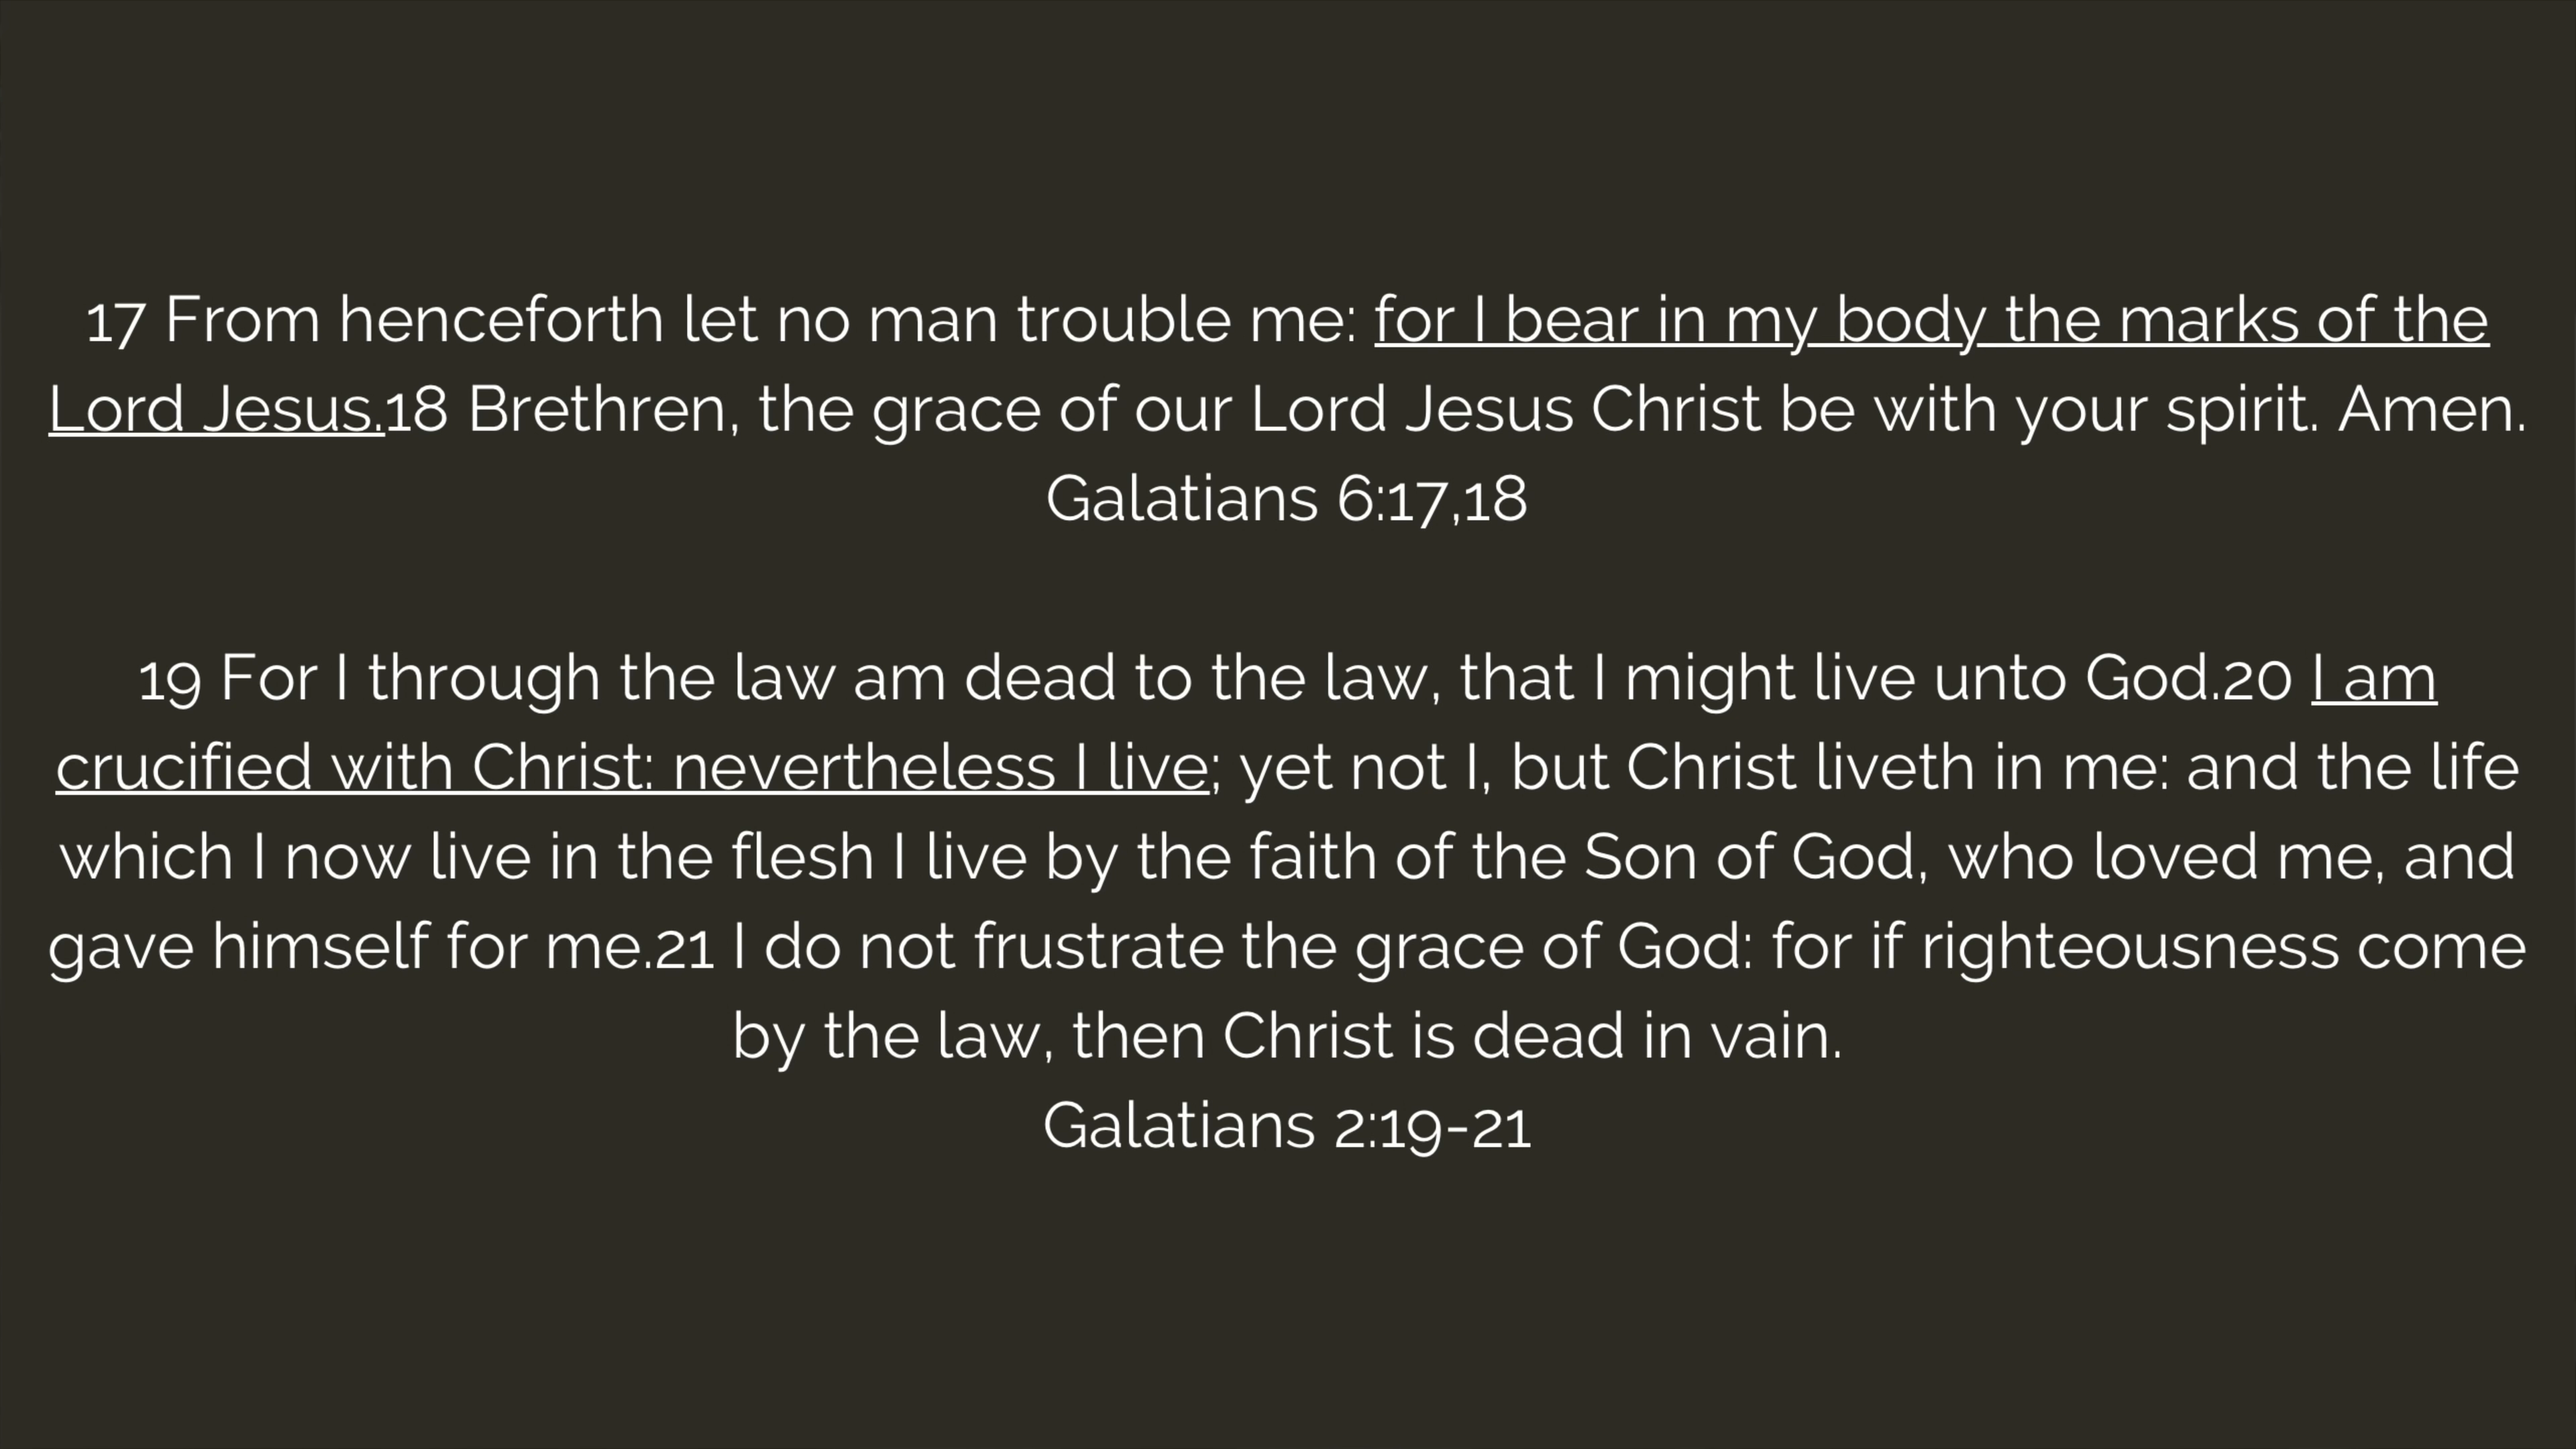 17 From henceforth let no man trouble me: for I bear in my body the marks of the
Lord Jesus.18 Brethren, the grace of our Lord Jesus Christ be with your spirit. Amen.
Galatians 6:17,18
19 For I through the law am dead to the law, that I might live unto God.20 I am
crucified with Christ: nevertheless I live; yet not I, but Christ liveth in me: and the life
which I now live in the flesh I live by the faith of the Son of God, who loved me, and
gave himself for me.21 I do not frustrate the grace of God: for if righteousness come
by the law, then Christ is dead in vain.
Galatians 2:19-21